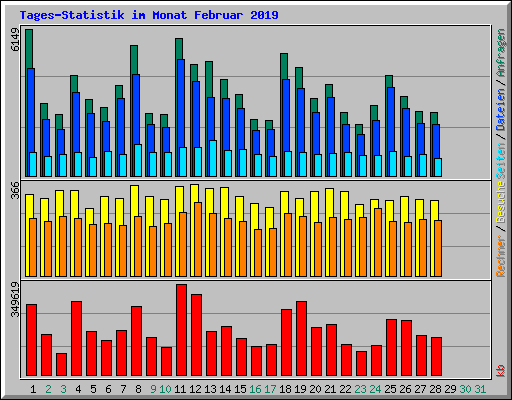 Tages-Statistik im Monat Februar 2019
6149
Rechner / Besuche Seiten / Dateien / Anfragen
366
349619
kb
1 2 3 4 5 6 7 8 9 10 11 12 13 14 15 16 17 18 19 20 21 22 23 24 25 26 27 28 29 30 31